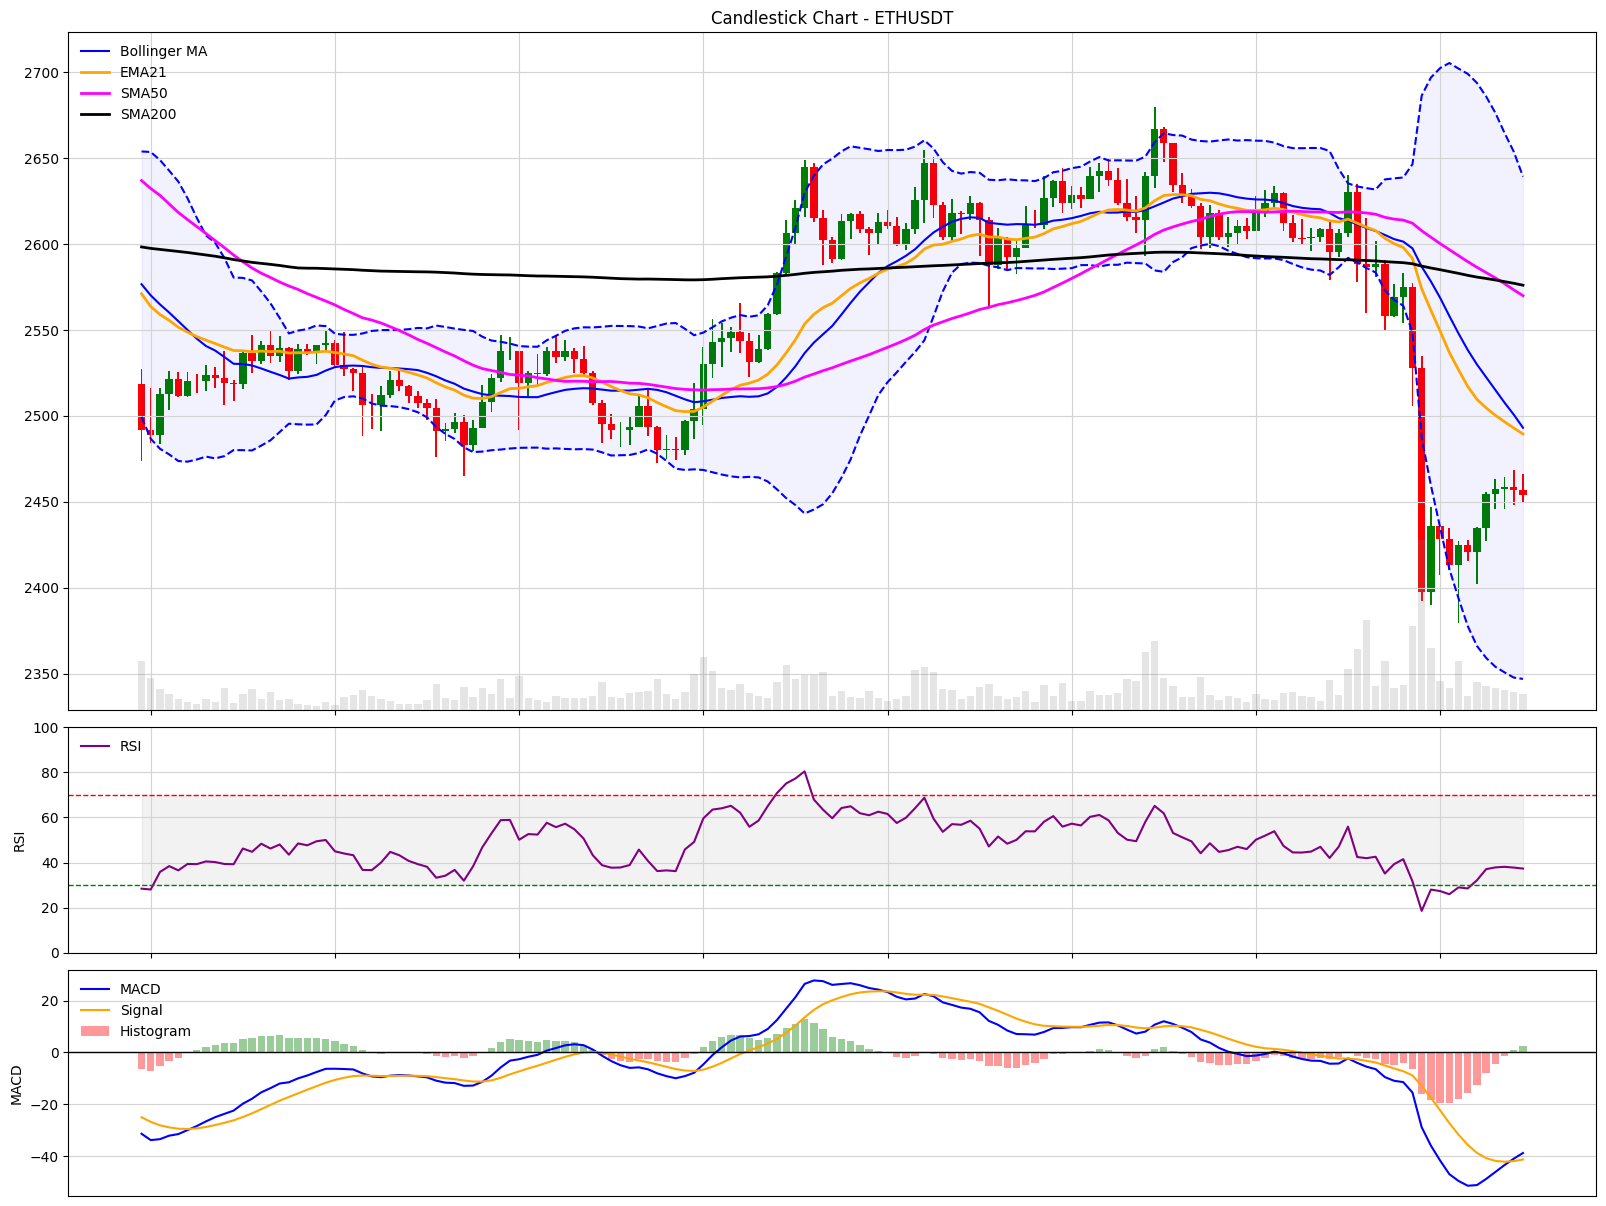 Candlestick Chart - ETHUSDT
Bollinger MA
EMA21
SMA50
SMA200
2700
2650
2600
2550
2500
2450
2400
2350
RSI
100
80
60
40
20
0
RSI
MACD
Signal
Histogram
20
0
−20
−40
MACD